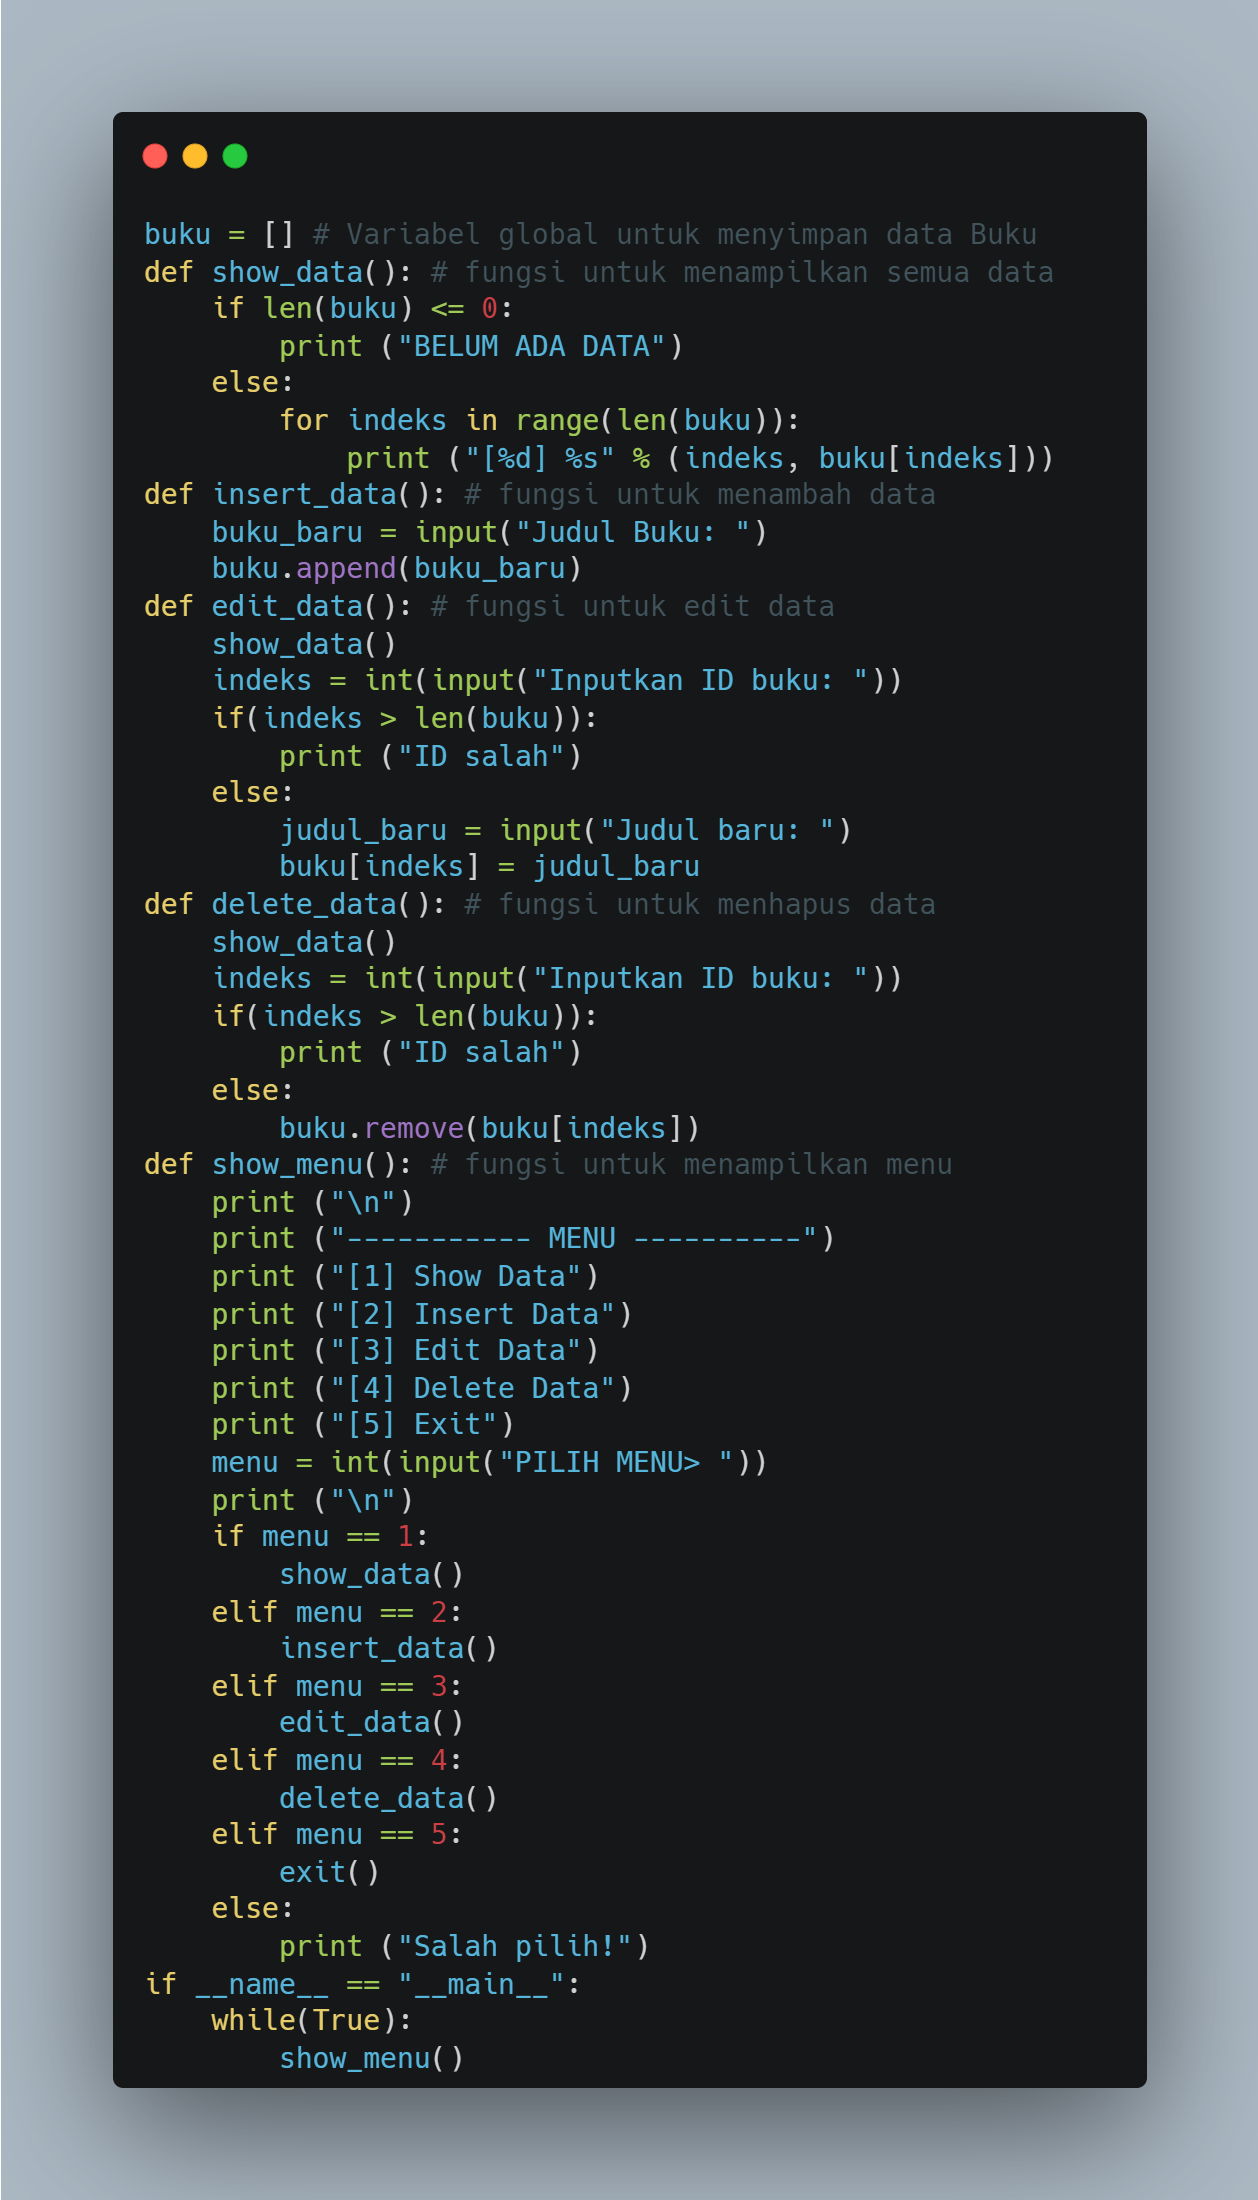 buku = [] # Variabel global untuk menyimpan data Buku
def show_data(): # fungsi untuk menampilkan semua data
    if len(buku) <= 0:
        print ("BELUM ADA DATA")
    else:
        for indeks in range(len(buku)):
            print ("[%d] %s" % (indeks, buku[indeks]))
def insert_data(): # fungsi untuk menambah data
    buku_baru = input("Judul Buku: ")
    buku.append(buku_baru)
def edit_data(): # fungsi untuk edit data
    show_data()
    indeks = int(input("Inputkan ID buku: "))
    if(indeks > len(buku)):
        print ("ID salah")
    else:
        judul_baru = input("Judul baru: ")
        buku[indeks] = judul_baru
def delete_data(): # fungsi untuk menhapus data
    show_data()
    indeks = int(input("Inputkan ID buku: "))
    if(indeks > len(buku)):
        print ("ID salah")
    else:
        buku.remove(buku[indeks])
def show_menu(): # fungsi untuk menampilkan menu
    print ("\n")
    print ("----------- MENU ----------")
    print ("[1] Show Data")
    print ("[2] Insert Data")
    print ("[3] Edit Data")
    print ("[4] Delete Data")
    print ("[5] Exit")
    menu = int(input("PILIH MENU> "))
    print ("\n")
    if menu == 1:
        show_data()
    elif menu == 2:
        insert_data()
    elif menu == 3:
        edit_data()
    elif menu == 4:
        delete_data()
    elif menu == 5:
        exit()
    else:
        print ("Salah pilih!")
if __name__ == "__main__":
    while(True):
        show_menu()